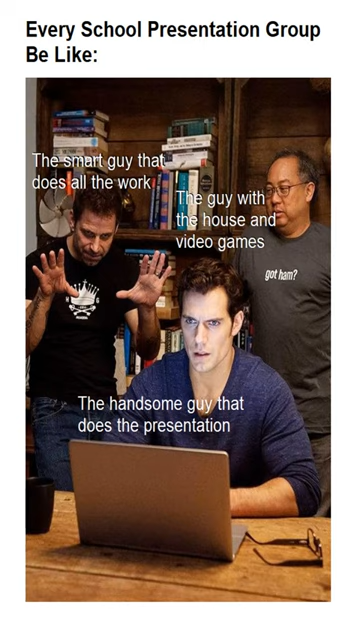 Every School Presentation Group
Be Like:
The smart guy that
does all the work
The guy with
the house and
video games
got ham?
The handsome guy that
does the presentation